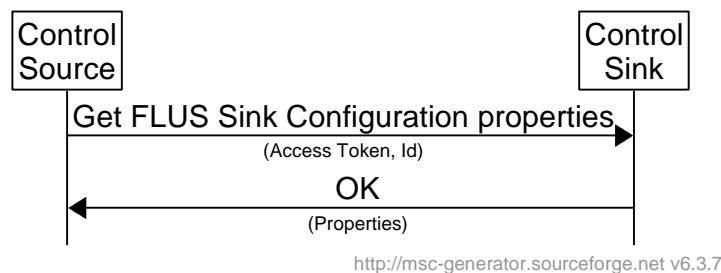 Control
Source
Control
Sink
Get FLUS Sink Configuration properties
(Access Token, Id)
OK
(Properties)
http://msc-generator.sourceforge.net v6.3.7